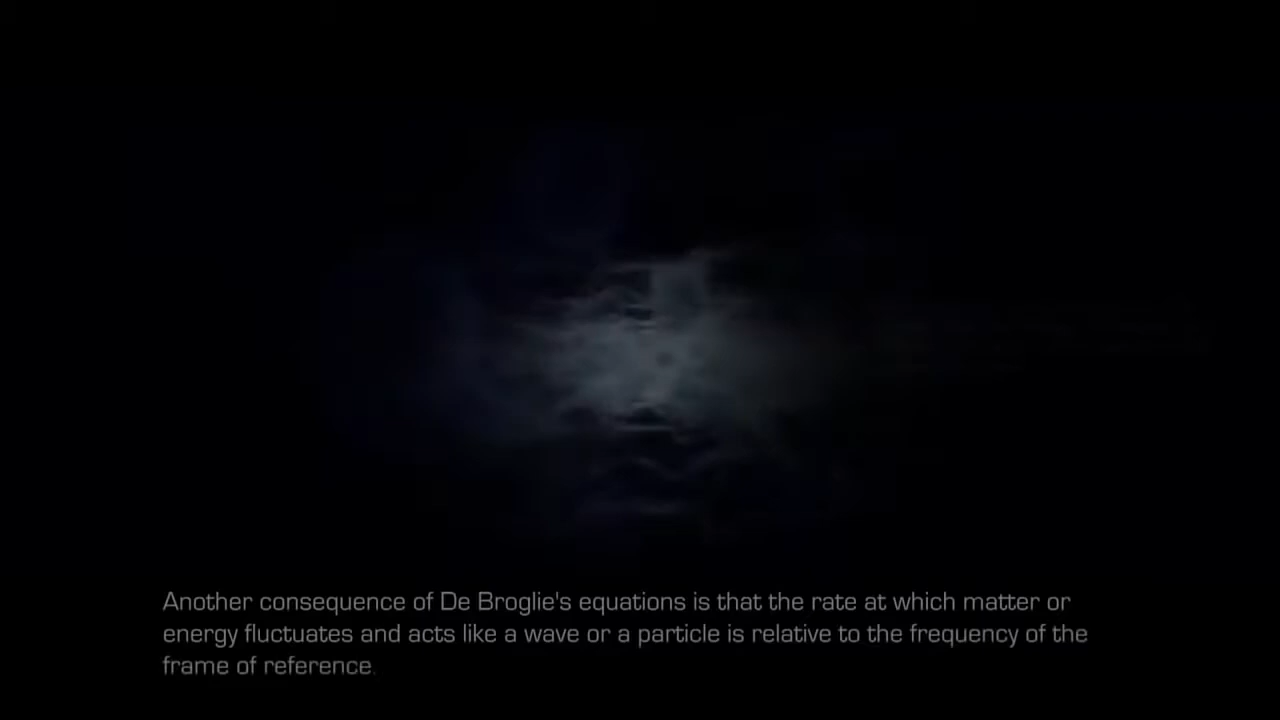 Another consequence of De Broglie's equations is that the rate at which matter or
energy fluctuates and acts like a wave or a particle is relative to the frequency of the
frame of reference.